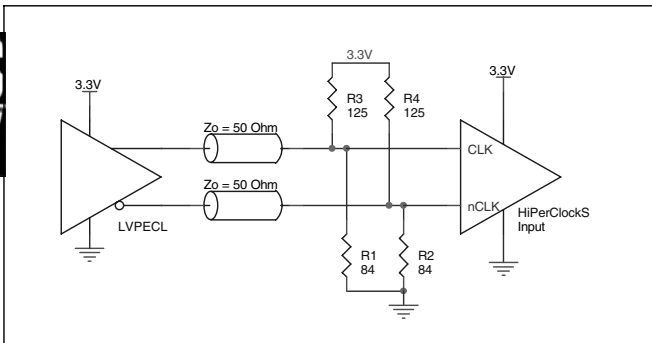 3.3V
3.3V
3.3V
R3
125
R4
125
Zo = 50 Ohm
CLK
Zo = 50 Ohm
nCLK
HiPerClockS
Input
LVPECL
R1
84
R2
84